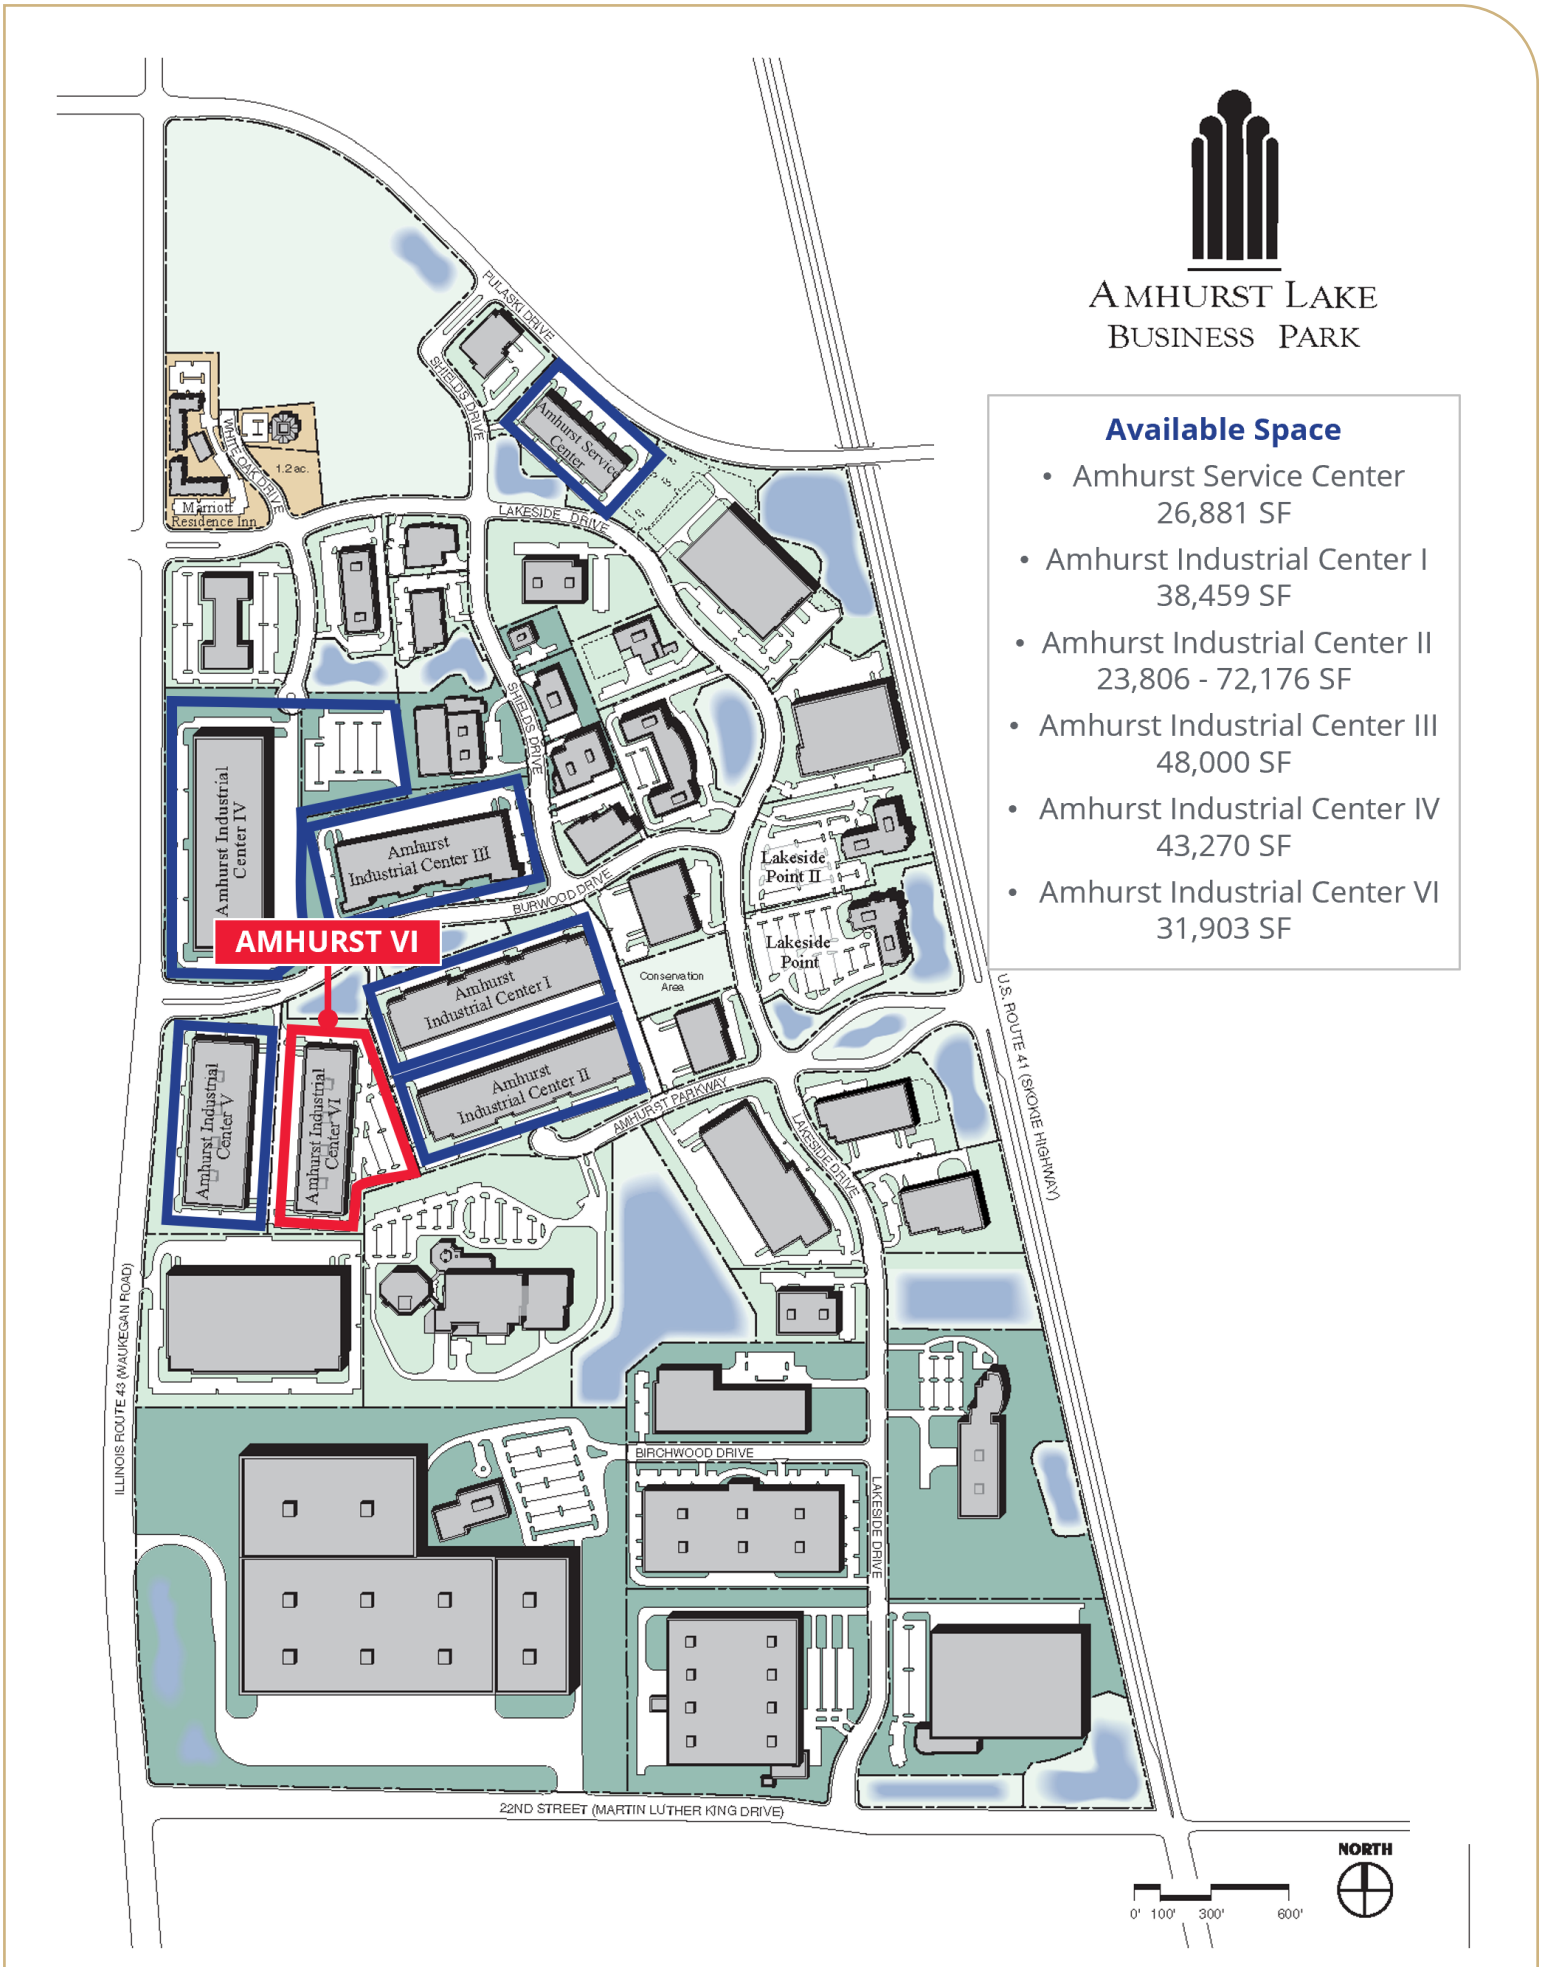 AMHURST LAKE
BUSINESS PARK
Available Space
• Amhurst Service Center
26,881 SF
• Amhurst Industrial Center I
38,459 SF
• Amhurst Industrial Center II
23,806 - 72,176 SF
• Amhurst Industrial Center III
48,000 SF
• Amhurst Industrial Center IV
43,270 SF
• Amhurst Industrial Center VI
31,903 SF
PULASKI DRIVE
SHIELDS DRIVE
Amhurst Service
Center
WHITE OAK DRIVE
1.2 ac.
Marriott
Residence Inn
LAKESIDE DRIVE
SHIELDS DRIVE
Amhurst Industrial
Center IV
Amhurst
Industrial Center III
Lakeside
Point II
BURWOOD DRIVE
AMHURST VI
Lakeside
Point
Conservation
Area
Amhurst
Industrial Center I
U.S. ROUTE 41 (SKOKIE HIGHWAY)
Amhurst Industrial
Center V
Amhurst Industrial
Center VI
Amhurst
Industrial Center II
AMHURST PARKWAY
LAKESIDE DRIVE
ILLINOIS ROUTE 43 (WAUKEGAN ROAD)
BIRCHWOOD DRIVE
LAKESIDE DRIVE
22ND STREET (MARTIN LUTHER KING DRIVE)
NORTH
0' 100' 300' 600'